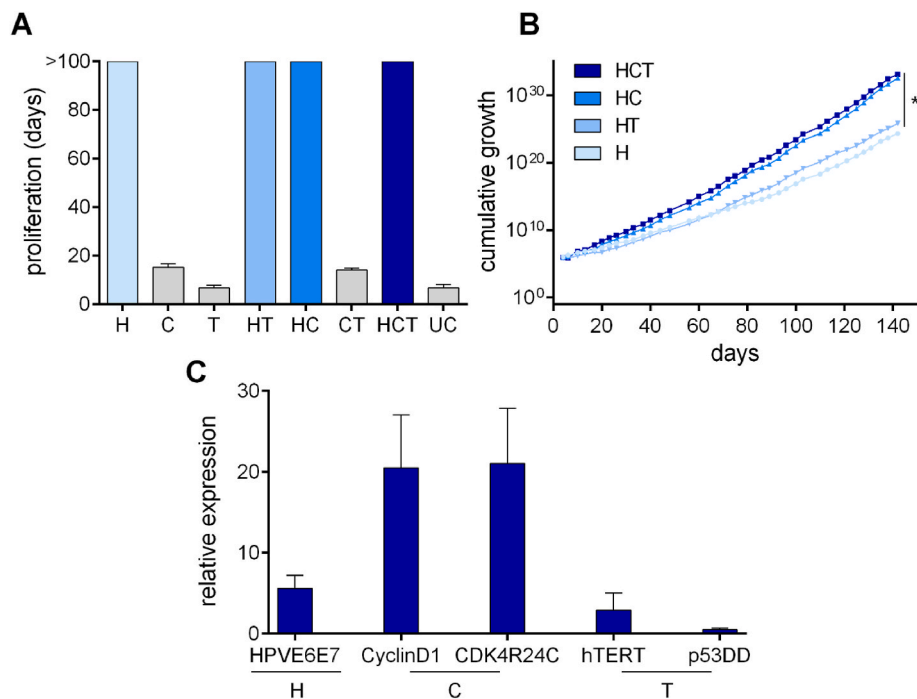 A
proliferation (days)
>100
80
60
40
20
0
H C T HT HC CT HCT UC
B
cumulative growth
10^30
10^20
10^10
10^0
HCT
HC
HT
H
*
0 20 40 60 80 100 120 140
days
C
relative expression
30
20
10
0
HPVE6E7 CyclinD1 CDK4R24C hTERT p53DD
H C T